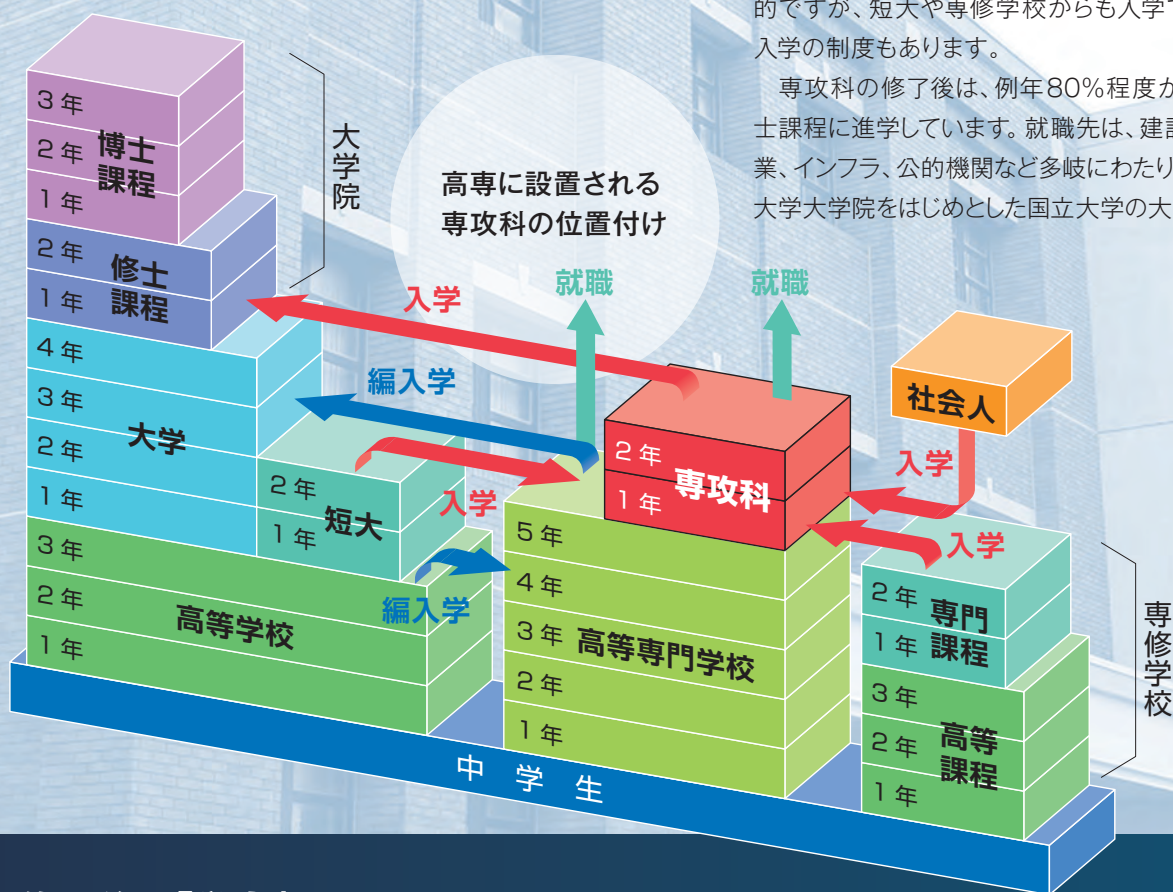 的ですが、短大や専修学校からも入学
入学の制度もあります。
専攻科の修了後は、例年80％程度が
士課程に進学しています。就職先は、建
業、インフラ、公的機関など多岐にわたり
大学大学院をはじめとした国立大学の大
高専に設置される
専攻科の位置付け
大学院
3年
2年
1年
博士
課程
2年
1年
修士
課程
4年
3年
2年
1年
大学
2年
1年
短大
3年
2年
1年
高等学校
入学
編入学
入学
編入学
就職
就職
2年
1年
専攻科
5年
4年
3年
2年
1年
高等専門学校
社会人
入学
入学
2年
1年
専門
課程
3年
2年
1年
高等
課程
専修学校
中学生